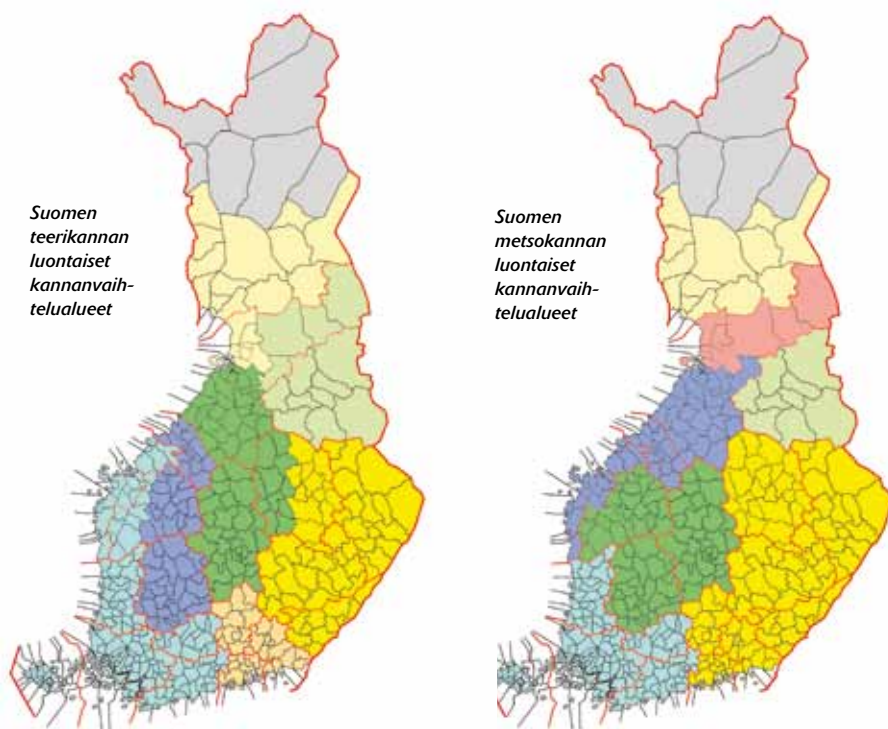 Suomen
teerikannan
luontaiset
kannanvaih-
telualueet
Suomen
metsokannan
luontaiset
kannanvaih-
telualueet